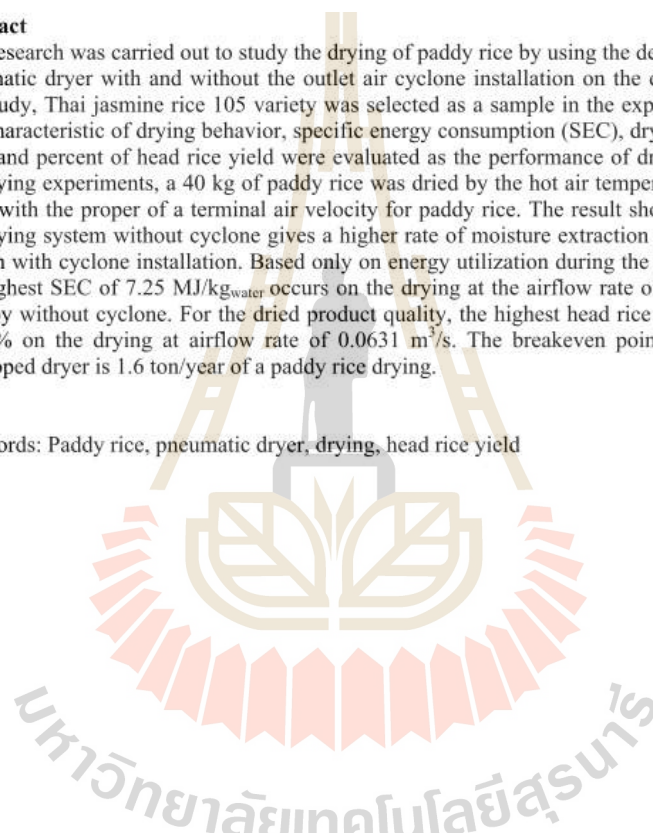 act
esearch was carried out to study the drying of paddy rice by using the de
natic dryer with and without the outlet air cyclone installation on the
udy, Thai jasmine rice 105 variety was selected as a sample in the exp
haracteristic of drying behavior, specific energy consumption (SEC), dry
and percent of head rice yield were evaluated as the performance of dr
ying experiments, a 40 kg of paddy rice was dried by the hot air temper
with the proper of a terminal air velocity for paddy rice. The result sho
ying system without cyclone gives a higher rate of moisture extraction
n with cyclone installation. Based only on energy utilization during the
ghest SEC of 7.25 MJ/kgwater occurs on the drying at the airflow rate o
y without cyclone. For the dried product quality, the highest head rice
% on the drying at airflow rate of 0.0631 m³/s. The breakeven poin
pped dryer is 1.6 ton/year of a paddy rice drying.
ords: Paddy rice, pneumatic dryer, drying, head rice yield
มหาวิทยาลัยเทคโนโลยีสุรนารี